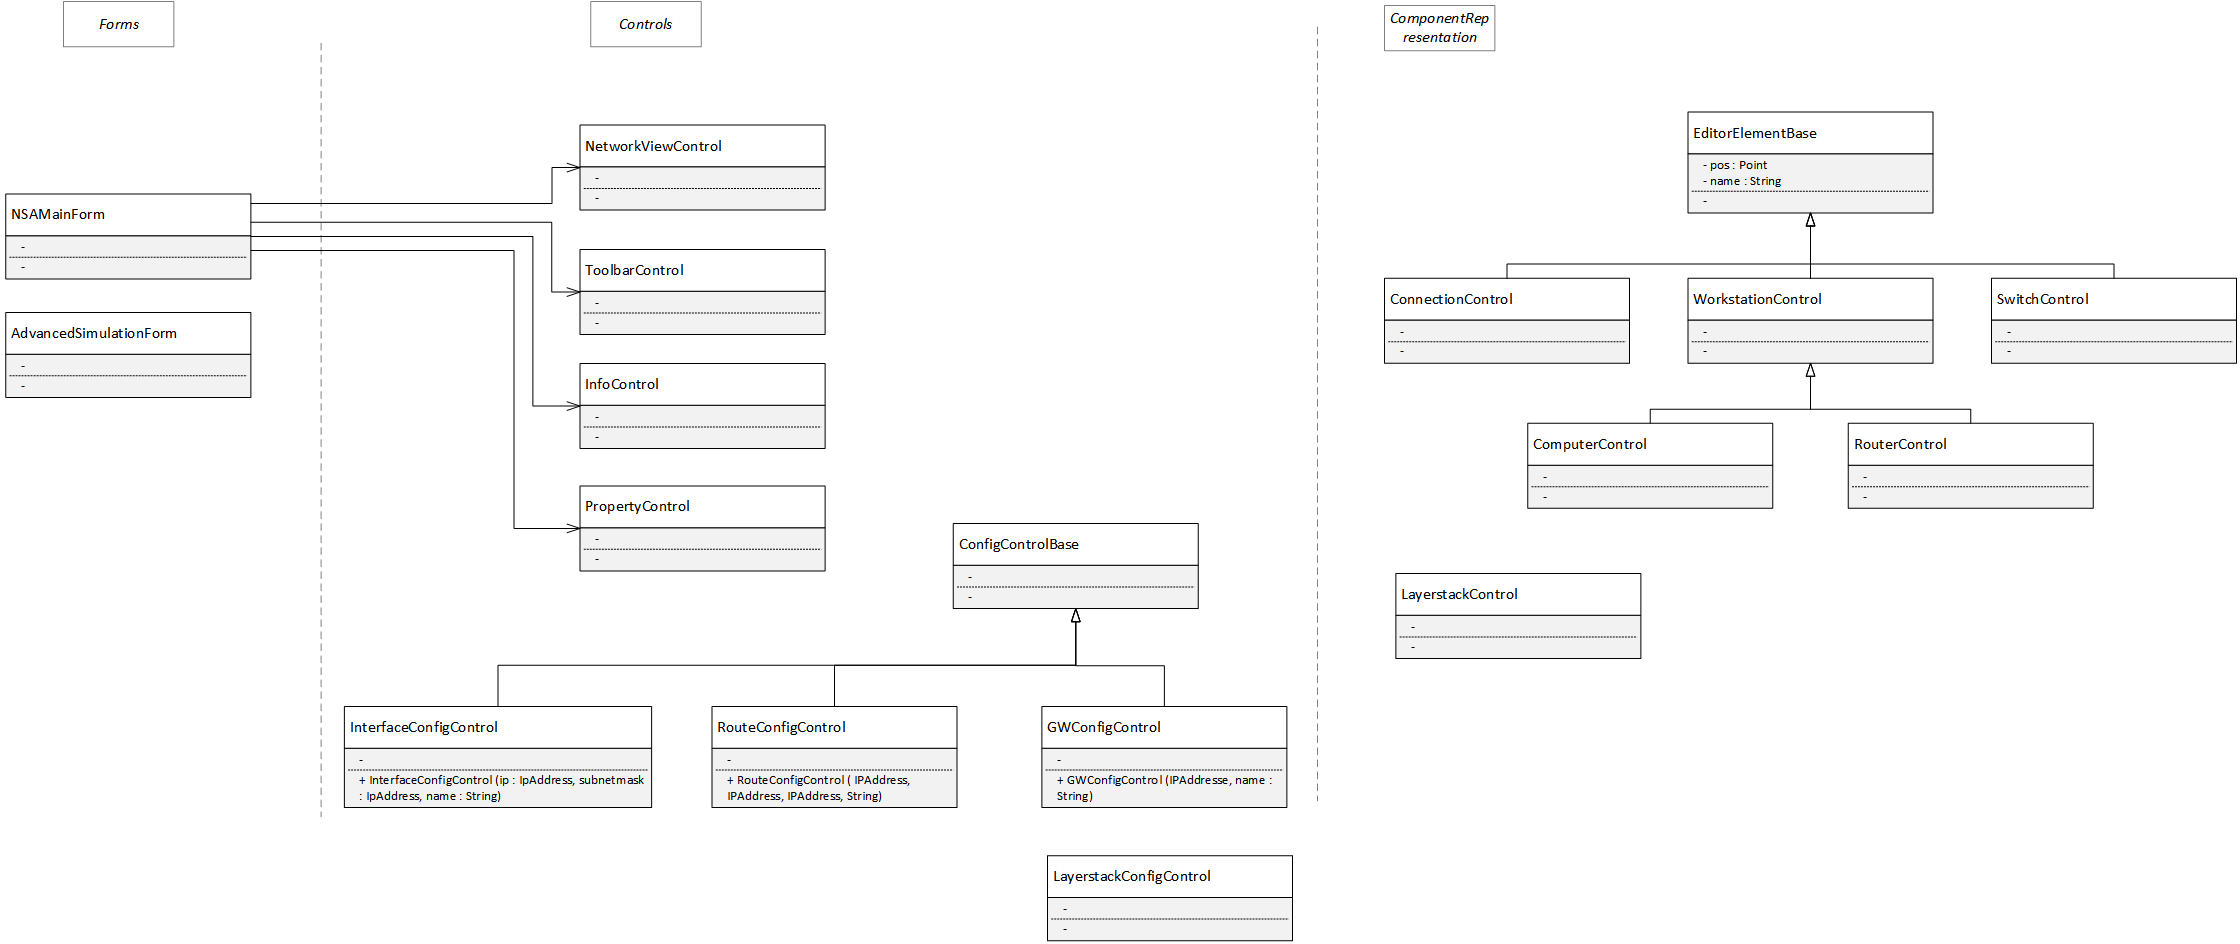 Forms
Controls
ComponentRep
resentation
NSAMainForm
-
-
AdvancedSimulationForm
-
-
NetworkViewControl
-
-
ToolbarControl
-
-
InfoControl
-
-
PropertyControl
-
-
ConfigControlBase
-
-
InterfaceConfigControl
-
+ InterfaceConfigControl (ip : IpAddress, subnetmask
: IpAddress, name : String)
RouteConfigControl
-
+ RouteConfigControl ( IPAddress,
IPAddress, IPAddress, String)
GWConfigControl
-
+ GWConfigControl (IPAddresse, name :
String)
LayerstackConfigControl
-
-
EditorElementBase
- pos : Point
- name : String
-
ConnectionControl
-
-
WorkstationControl
-
-
SwitchControl
-
-
ComputerControl
-
-
RouterControl
-
-
LayerstackControl
-
-